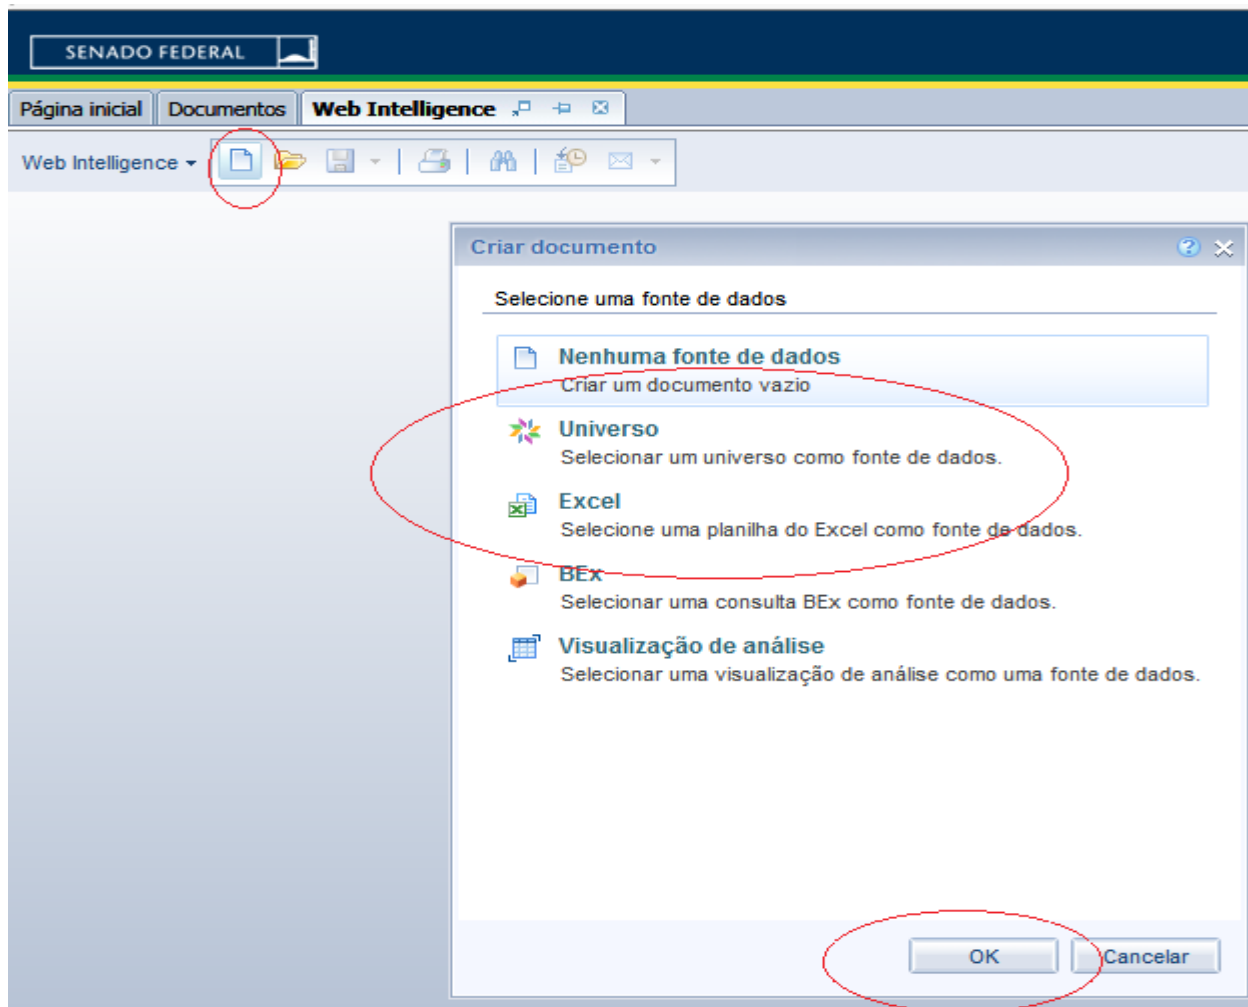 SENADO FEDERAL
Página inicial Documentos Web Intelligence
Web Intelligence
Criar documento
Selecione uma fonte de dados
Nenhuma fonte de dados
Criar um documento vazio
Universo
Selecionar um universo como fonte de dados.
Excel
Selecione uma planilha do Excel como fonte de dados.
BEx
Selecionar uma consulta BEx como fonte de dados.
Visualização de análise
Selecionar uma visualização de análise como uma fonte de dados.
OK Cancelar